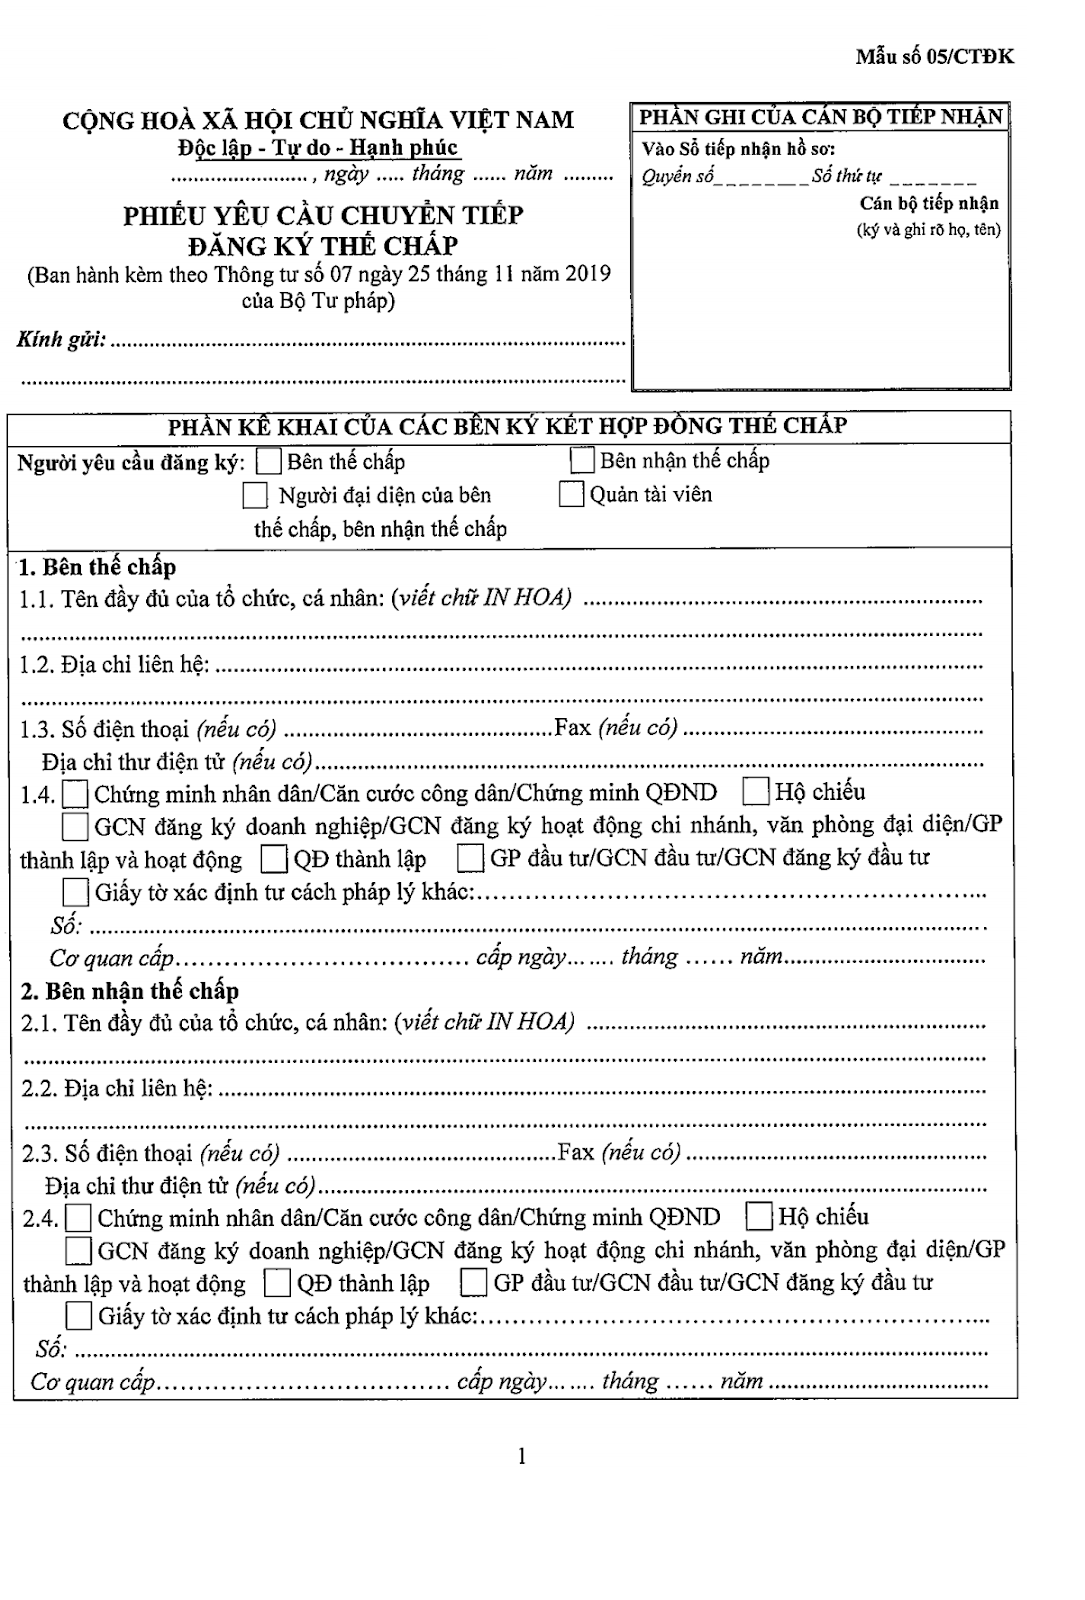 Mẫu số 05/CTĐK
CỘNG HOÀ XÃ HỘI CHỦ NGHĨA VIỆT NAM
Độc lập - Tự do - Hạnh phúc
........................ , ngày ..... tháng ...... năm .........
PHIẾU YÊU CẦU CHUYỂN TIẾP
ĐĂNG KÝ THẾ CHẤP
(Ban hành kèm theo Thông tư số 07 ngày 25 tháng 11 năm 2019
của Bộ Tư pháp)
Kính gửi: ..........................................................................................
..........................................................................................
PHẦN GHI CỦA CÁN BỘ TIẾP NHẬN
Vào Sổ tiếp nhận hồ sơ:
Quyển số________Số thứ tự ________
Cán bộ tiếp nhận
(ký và ghi rõ họ, tên)
PHẦN KÊ KHAI CỦA CÁC BÊN KÝ KẾT HỢP ĐỒNG THẾ CHẤP
Người yêu cầu đăng ký: □ Bên thế chấp □ Bên nhận thế chấp
□ Người đại diện của bên □ Quản tài viên
thế chấp, bên nhận thế chấp
1. Bên thế chấp
1.1. Tên đầy đủ của tổ chức, cá nhân: (viết chữ IN HOA) ............................................................
..........................................................................................
1.2. Địa chỉ liên hệ: ..........................................................................................
..........................................................................................
1.3. Số điện thoại (nếu có) ............................................Fax (nếu có) ............................................
Địa chỉ thư điện tử (nếu có)..........................................................................................
1.4. □ Chứng minh nhân dân/Căn cước công dân/Chứng minh QĐND □ Hộ chiếu
□ GCN đăng ký doanh nghiệp/GCN đăng ký hoạt động chi nhánh, văn phòng đại diện/GP
thành lập và hoạt động □ QĐ thành lập □ GP đầu tư/GCN đầu tư/GCN đăng ký đầu tư
□ Giấy tờ xác định tư cách pháp lý khác:............................................................
Số: ..........................................................................................
Cơ quan cấp.................................... cấp ngày....... tháng ...... năm..............................
2. Bên nhận thế chấp
2.1. Tên đầy đủ của tổ chức, cá nhân: (viết chữ IN HOA) ............................................................
..........................................................................................
2.2. Địa chỉ liên hệ: ..........................................................................................
..........................................................................................
2.3. Số điện thoại (nếu có) ............................................Fax (nếu có) ............................................
Địa chỉ thư điện tử (nếu có)..........................................................................................
2.4. □ Chứng minh nhân dân/Căn cước công dân/Chứng minh QĐND □ Hộ chiếu
□ GCN đăng ký doanh nghiệp/GCN đăng ký hoạt động chi nhánh, văn phòng đại diện/GP
thành lập và hoạt động □ QĐ thành lập □ GP đầu tư/GCN đầu tư/GCN đăng ký đầu tư
□ Giấy tờ xác định tư cách pháp lý khác:............................................................
Số: ..........................................................................................
Cơ quan cấp.................................... cấp ngày....... tháng ...... năm ..............................
1